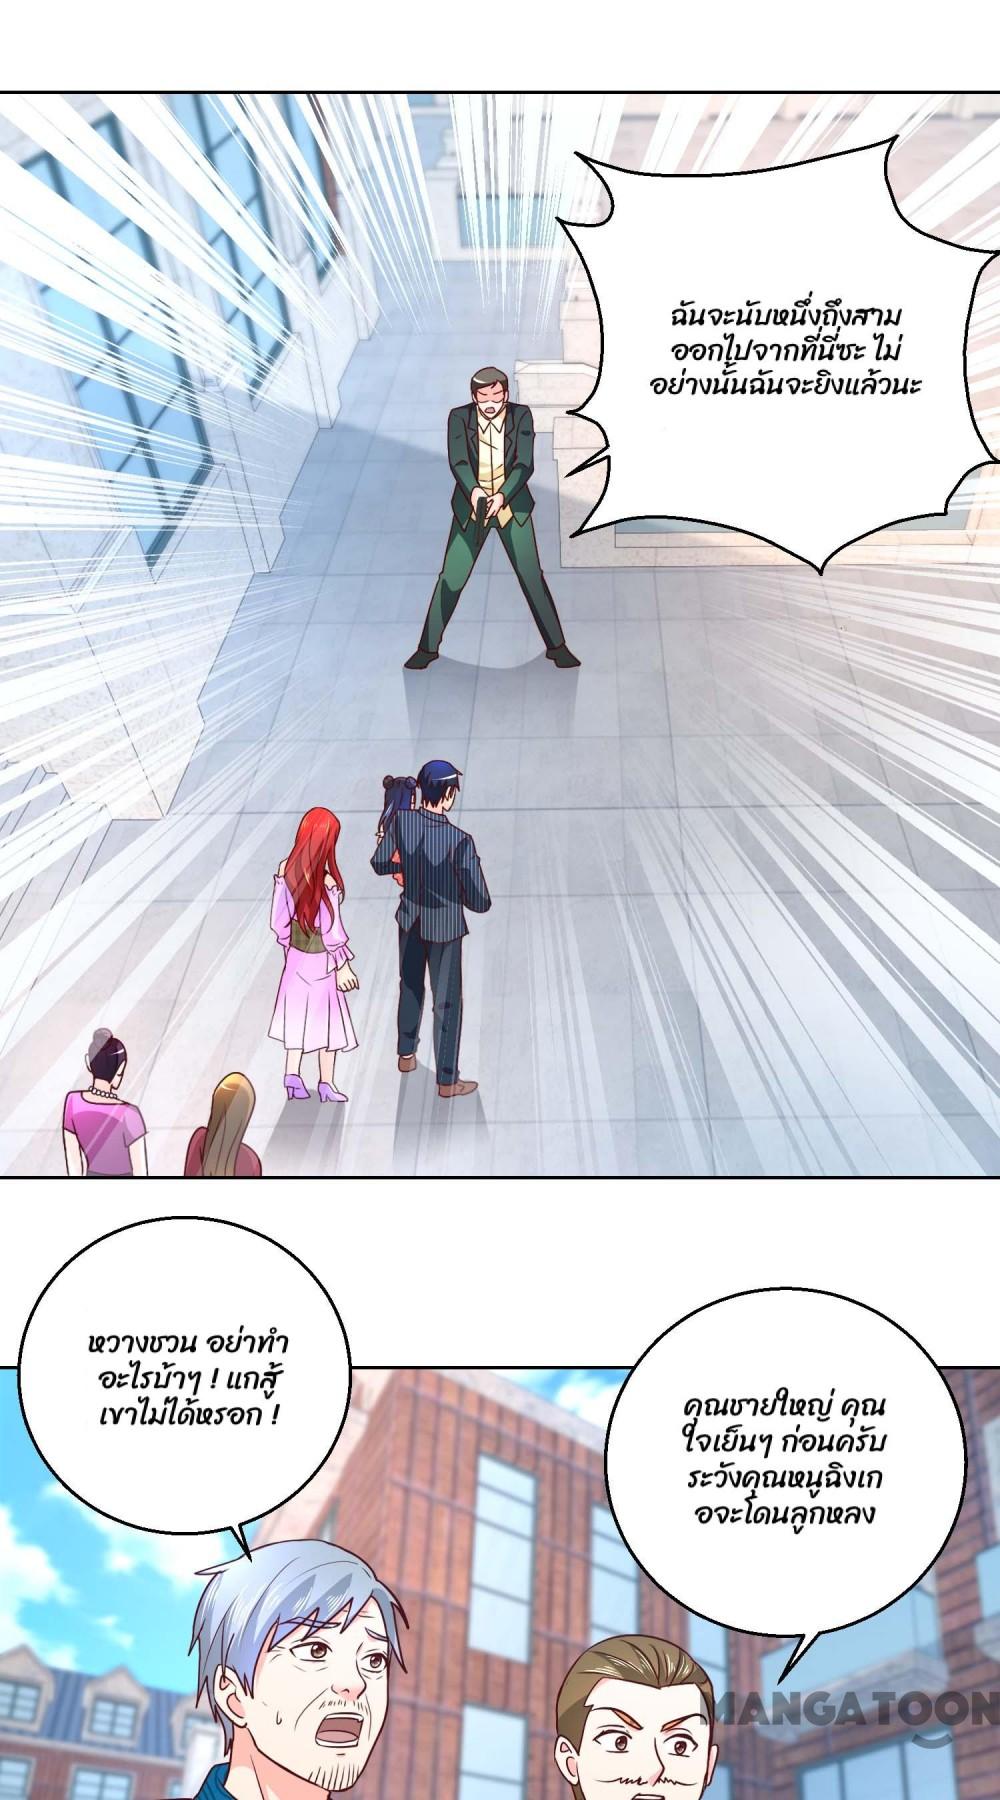 ฉันจะนับหนึ่งถึงสาม
ออกไปจากที่นี่ซะ ไม่
อย่างนั้นฉันจะยิงแล้วนะ
หวางชวน อย่าทำ
อะไรบ้าๆ ! แกสู้
เขาไม่ได้หรอก !
คุณชายใหญ่ คุณ
ใจเย็นๆ ก่อนครับ
ระวังคุณหนูฉิงเก
อจะโดนลูกหลง
MANGATOON